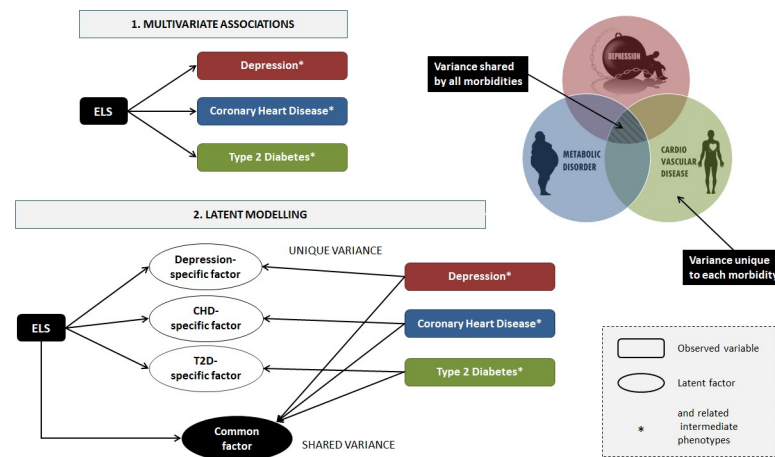 1. MULTIVARIATE ASSOCIATIONS
ELS
Depression*
Coronary Heart Disease*
Type 2 Diabetes*
Variance shared
by all morbidities
DEPRESSION
METABOLIC
DISORDER
CARDIO
VASCULAR
DISEASE
Variance unique
to each morbidity
2. LATENT MODELLING
UNIQUE VARIANCE
Depression-
specific factor
CHD-
specific factor
T2D-
specific factor
ELS
Common
factor
SHARED VARIANCE
Depression*
Coronary Heart Disease*
Type 2 Diabetes*
Observed variable
Latent factor
*
and related
intermediate
phenotypes